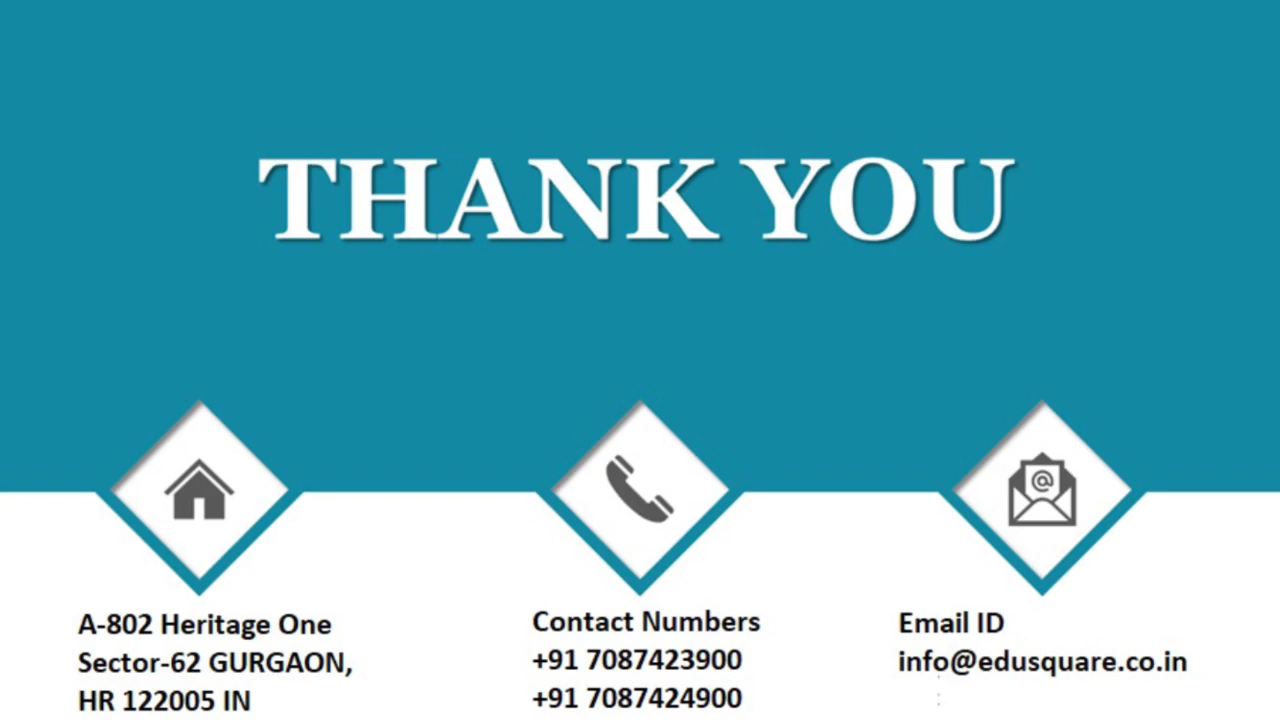 THANK YOU
A-802 Heritage One
Sector-62 GURGAON,
HR 122005 IN
Contact Numbers
+91 7087423900
+91 7087424900
Email ID
info@edusquare.co.in